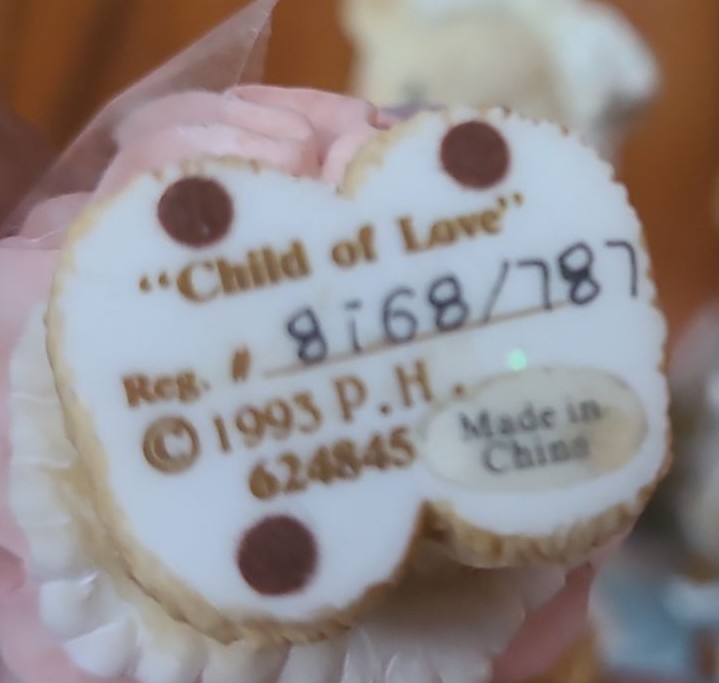 “Child of Love”
Reg. # 8168/787
© 1993 P.H.
624845
Made in
China